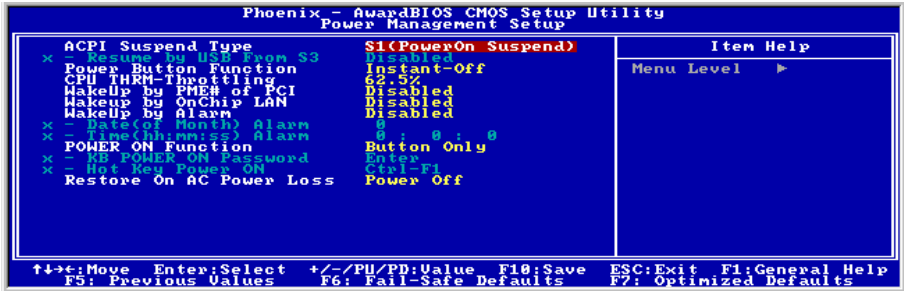 Phoenix - AwardBIOS CMOS Setup Utility
Power Management Setup
ACPI Suspend Type S1(PowerOn Suspend)
x - Resume by USB From S3 Disabled
Power Button Function Instant-Off
CPU THRM-Throttling 62.5%
WakeUp by PME# of PCI Disabled
WakeUp by OnChip LAN Disabled
WakeUp by Alarm Disabled
x - Date(of Month) Alarm 0
x - Time(hh:mm:ss) Alarm 0 : 0 : 0
POWER ON Function Button Only
x - KB POWER ON Password Enter
x - Hot Key Power ON Ctrl-F1
Restore On AC Power Loss Power Off
Item Help
Menu Level ►
↑↓→←:Move Enter:Select +/-/PU/PD:Value F10:Save ESC:Exit F1:General Help
F5: Previous Values F6: Fail-Safe Defaults F7: Optimized Defaults